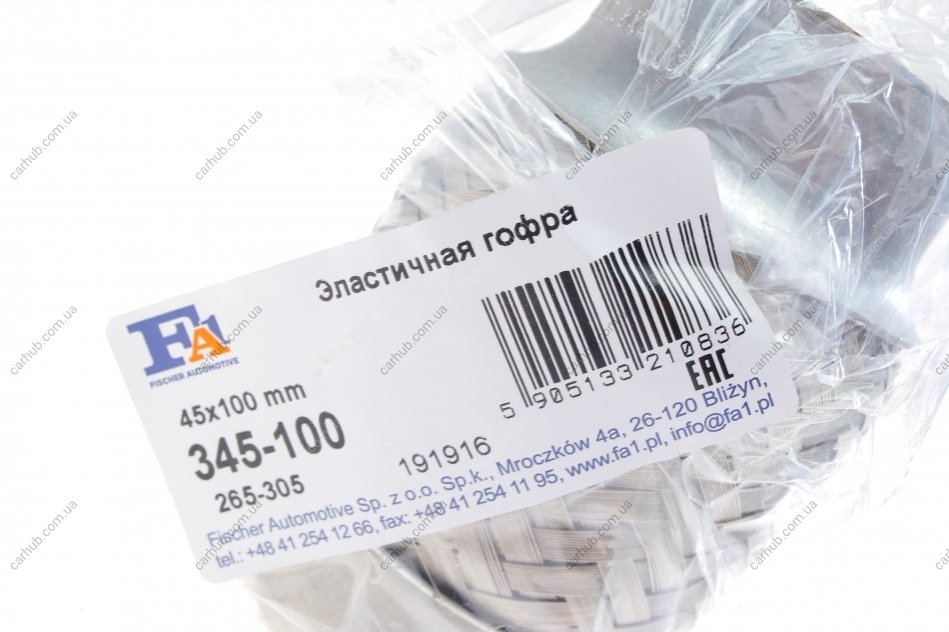 Эластичная гофра
FA1
FISCHER AUTOMOTIVE
45x100 mm
345-100
265-305
191916
5 905133 210836
EAC
Fischer Automotive Sp. z o.o. Sp.k., Mroczków 4a, 26-120 Bliżyn,
tel.: +48 41 254 12 66, fax: +48 41 254 11 95, www.fa1.pl, info@fa1.pl
carhub.com.ua